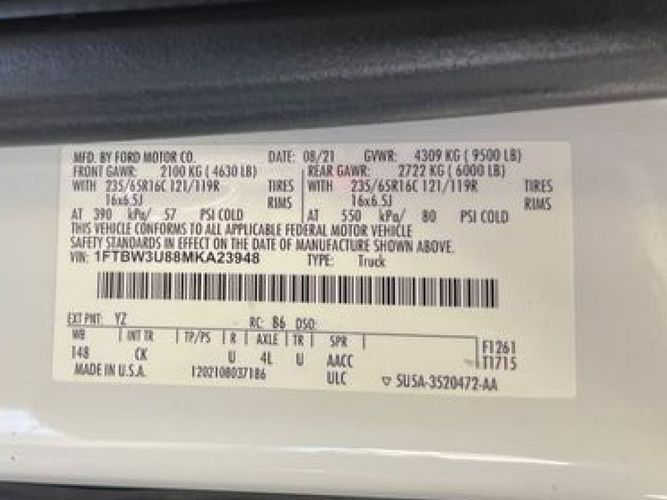 MFD. BY FORD MOTOR CO. DATE: 08/21 GVWR: 4309 KG ( 9500 LB)
FRONT GAWR: 2100 KG ( 4630 LB) REAR GAWR: 2722 KG ( 6000 LB)
WITH 235/65R16C 121/119R TIRES WITH 235/65R16C 121/119R TIRES
16x6.5J RIMS 16x6.5J RIMS
AT 390 kPa/ 57 PSI COLD AT 550 kPa/ 80 PSI COLD
THIS VEHICLE CONFORMS TO ALL APPLICABLE FEDERAL MOTOR VEHICLE
SAFETY STANDARDS IN EFFECT ON THE DATE OF MANUFACTURE SHOWN ABOVE.
VIN: 1FTBW3U88MKA23948 TYPE: Truck
EXT PNT: YZ RC: 86 DSO:
WB INT TR TP/PS R AXLE TR SPR F1261
148 CK U 4L U AACC T1715
MADE IN U.S.A. 1202108037186 ULC ▽ SU5A-3520472-AA